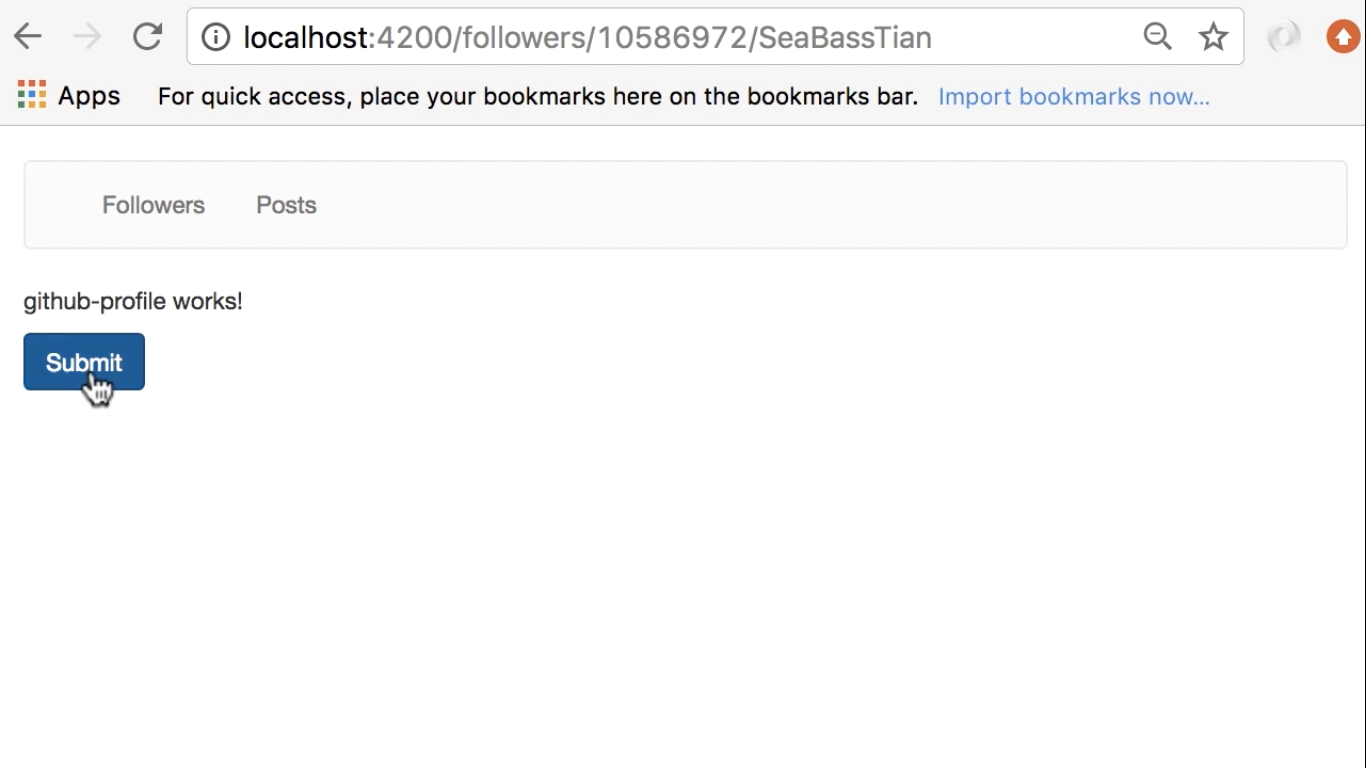 localhost:4200/followers/10586972/SeaBassTian
Apps For quick access, place your bookmarks here on the bookmarks bar. Import bookmarks now...
Followers Posts
github-profile works!
Submit